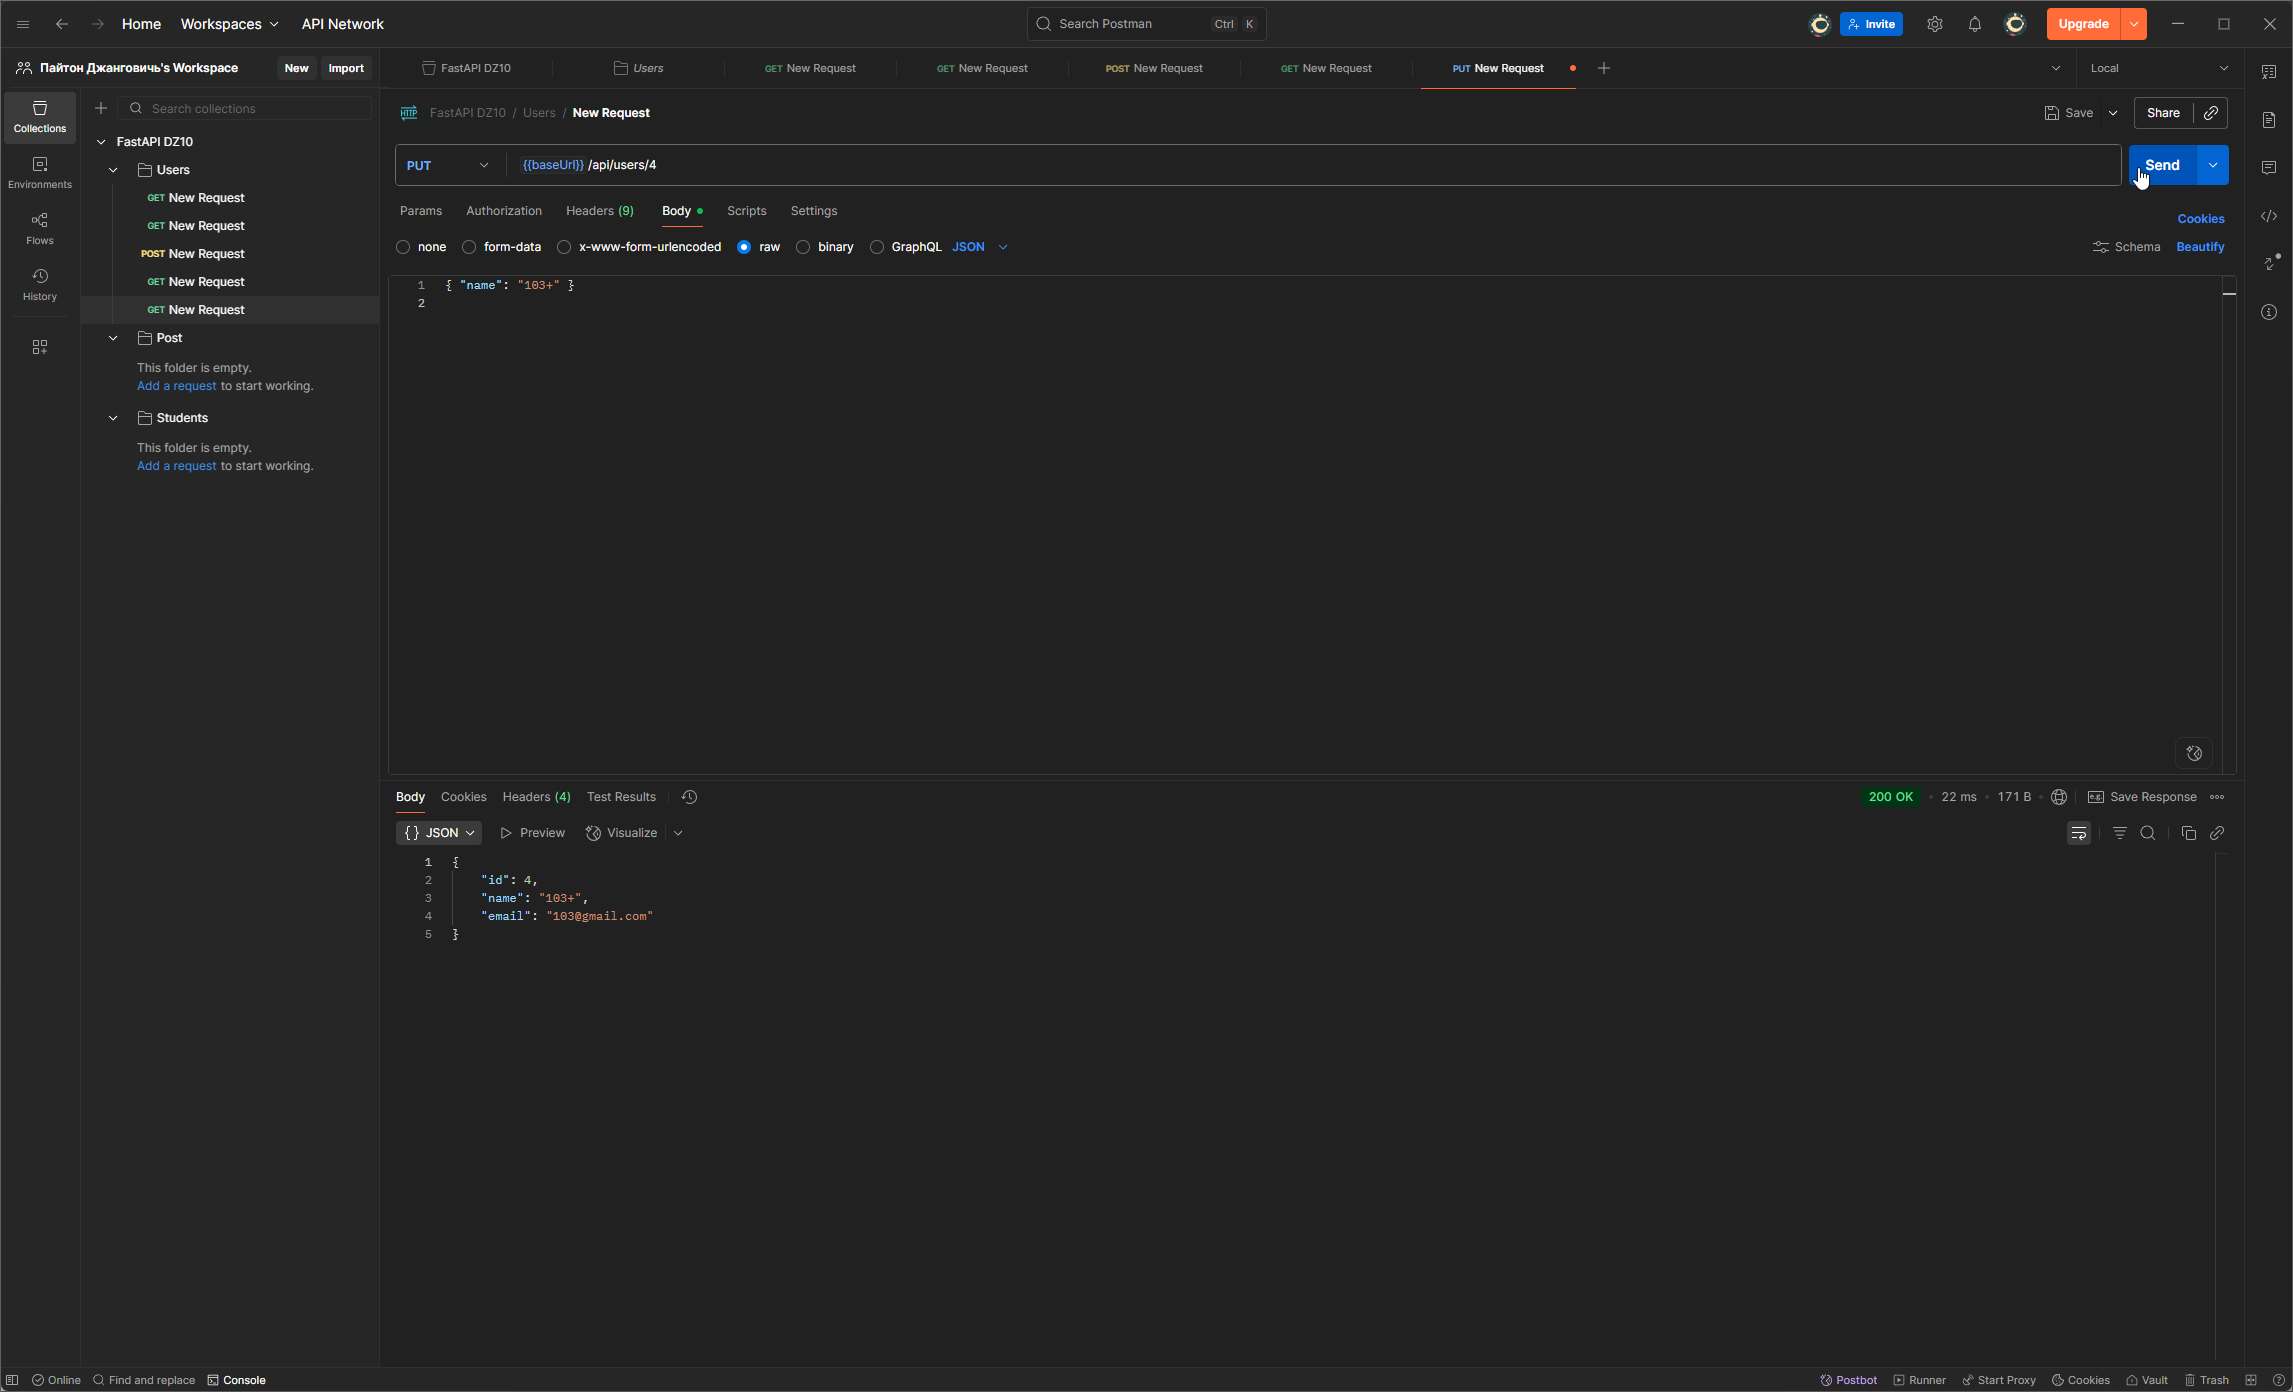 Home Workspaces API Network Search Postman Ctrl K Invite Upgrade
Пайтон Джанговичь's Workspace New Import FastAPI DZ10 Users GET New Request GET New Request POST New Request GET New Request PUT New Request Local
Collections
Environments
Flows
History
Search collections
FastAPI DZ10
Users
GET New Request
GET New Request
POST New Request
GET New Request
GET New Request
Post
This folder is empty.
Add a request to start working.
Students
This folder is empty.
Add a request to start working.
HTTP FastAPI DZ10 / Users / New Request Save Share
PUT {{baseUrl}} /api/users/4 Send
Params Authorization Headers (9) Body Scripts Settings Cookies
none form-data x-www-form-urlencoded raw binary GraphQL JSON Schema Beautify
1 { "name": "103+" }
2
Body Cookies Headers (4) Test Results 200 OK • 22 ms • 171 B • e.g. Save Response
{} JSON Preview Visualize
1 {
2 "id": 4,
3 "name": "103+",
4 "email": "103@gmail.com"
5 }
Online Find and replace Console Postbot Runner Start Proxy Cookies Vault Trash